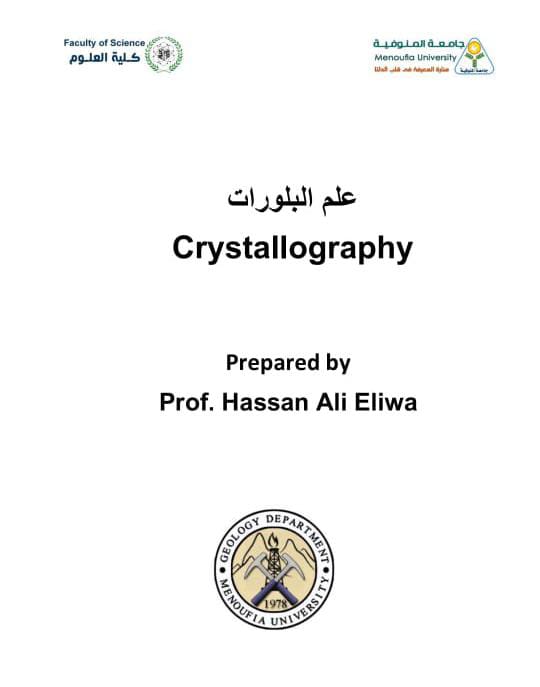 Faculty of Science
كلية العلوم
جامعة المنوفية
Menoufia University
منارة المعرفة فى قلب الدلتا
جامعة المنوفية
علم البلورات
Crystallography
Prepared by
Prof. Hassan Ali Eliwa
GEOLOGY DEPARTMENT
1978
MENOUFIA UNIVERSITY